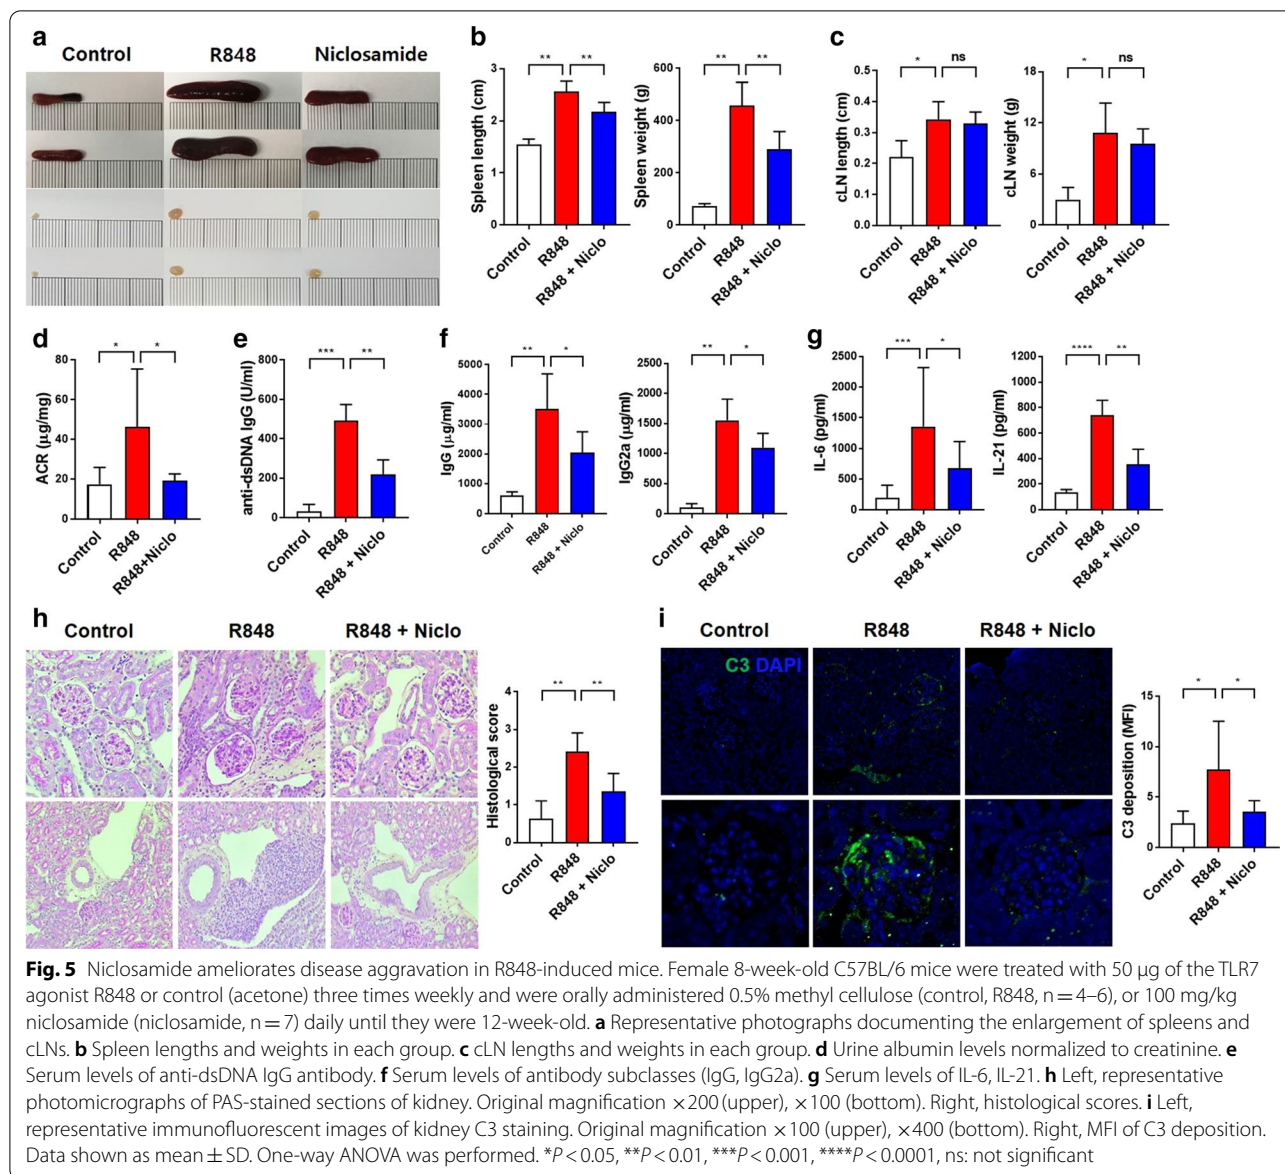 a
Control R848 Niclosamide
b
Spleen length (cm)
3
2
1
0
** **
Control
R848
R848 + Niclo
Spleen weight (g)
600
400
200
0
** **
Control
R848
R848 + Niclo
c
cLN length (cm)
0.5
0.4
0.3
0.2
0.1
0.0
* ns
Control
R848
R848 + Niclo
cLN weight (g)
18
12
6
0
* ns
Control
R848
R848 + Niclo
d
ACR (µg/mg)
80
60
40
20
0
* *
Control
R848
R848+Niclo
e
anti-dsDNA IgG (U/ml)
800
600
400
200
0
*** **
Control
R848
R848 + Niclo
f
IgG (µg/ml)
5000
4000
3000
2000
1000
0
** *
Control
R848
R848 + Niclo
IgG2a (µg/ml)
2500
2000
1500
1000
500
0
** *
Control
R848
R848 + Niclo
g
IL-6 (pg/ml)
2500
2000
1500
1000
500
0
*** *
Control
R848
R848 + Niclo
IL-21 (pg/ml)
1200
1000
800
600
400
200
0
**** **
Control
R848
R848 + Niclo
h
Control R848 R848 + Niclo
Histological score
4
3
2
1
0
** **
Control
R848
R848 + Niclo
i
Control R848 R848 + Niclo
C3 DAPI
C3 deposition (MFI)
15
10
5
0
* *
Control
R848
R848 + Niclo
Fig. 5 Niclosamide ameliorates disease aggravation in R848-induced mice. Female 8-week-old C57BL/6 mice were treated with 50 µg of the TLR7
agonist R848 or control (acetone) three times weekly and were orally administered 0.5% methyl cellulose (control, R848, n = 4–6), or 100 mg/kg
niclosamide (niclosamide, n = 7) daily until they were 12-week-old. a Representative photographs documenting the enlargement of spleens and
cLNs. b Spleen lengths and weights in each group. c cLN lengths and weights in each group. d Urine albumin levels normalized to creatinine. e
Serum levels of anti-dsDNA IgG antibody. f Serum levels of antibody subclasses (IgG, IgG2a). g Serum levels of IL-6, IL-21. h Left, representative
photomicrographs of PAS-stained sections of kidney. Original magnification ×200 (upper), ×100 (bottom). Right, histological scores. i Left,
representative immunofluorescent images of kidney C3 staining. Original magnification ×100 (upper), ×400 (bottom). Right, MFI of C3 deposition.
Data shown as mean ± SD. One-way ANOVA was performed. *P < 0.05, **P < 0.01, ***P < 0.001, ****P < 0.0001, ns: not significant